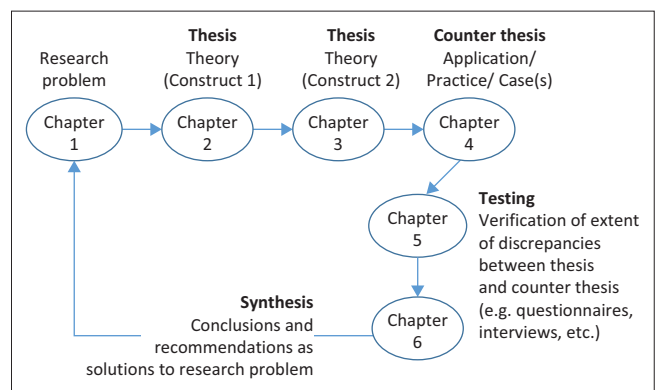 Research
problem
Thesis
Theory
(Construct 1)
Thesis
Theory
(Construct 2)
Counter thesis
Application/
Practice/ Case(s)
Chapter
1
Chapter
2
Chapter
3
Chapter
4
Chapter
5
Testing
Verification of extent
of discrepancies
between thesis
and counter thesis
(e.g. questionnaires,
interviews, etc.)
Chapter
6
Synthesis
Conclusions and
recommendations as
solutions to research problem